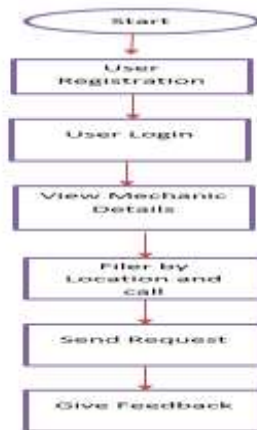 Start
User
Registration
User Login
View Mechanic
Details
Filer by
Location and
call
Send Request
Give Feedback